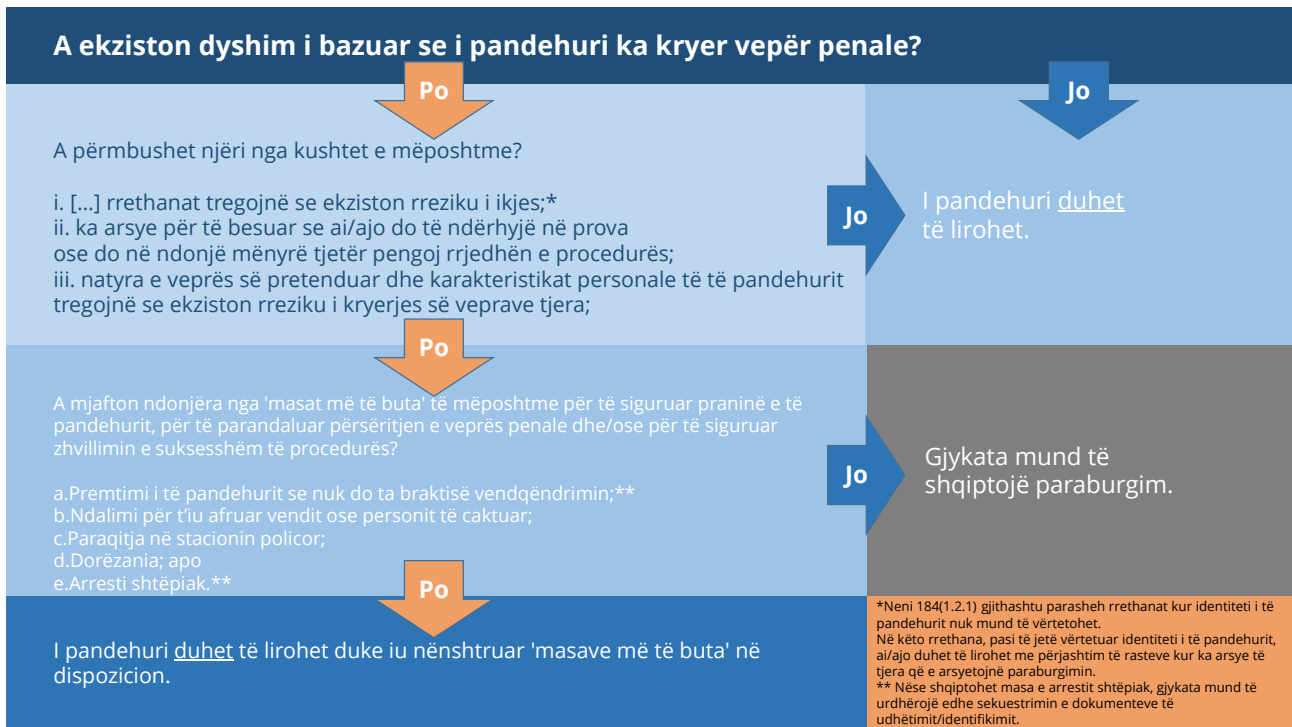 A ekziston dyshim i bazuar se i pandehuri ka kryer vepër penale?
Po
Jo
A përmbushet njëri nga kushtet e mëposhtme?
i. [...] rrethanat tregojnë se ekziston rreziku i ikjes;*
ii. ka arsye për të besuar se ai/ajo do të ndërhyjë në prova
ose do në ndonjë mënyrë tjetër pengoj rrjedhën e procedurës;
iii. natyra e veprës së pretenduar dhe karakteristikat personale të të pandehurit
tregojnë se ekziston rreziku i kryerjes së veprave tjera;
Jo
I pandehuri duhet
të lirohet.
Po
A mjafton ndonjëra nga 'masat më të buta' të mëposhtme për të siguruar praninë e të
pandehurit, për të parandaluar përsëritjen e veprës penale dhe/ose për të siguruar
zhvillimin e suksesshëm të procedurës?
a.Premtimi i të pandehurit se nuk do ta braktisë vendqëndrimin;**
b.Ndalimi për t'iu afruar vendit ose personit të caktuar;
c.Paraqitja në stacionin policor;
d.Dorëzania; apo
e.Arresti shtëpiak.**
Jo
Gjykata mund të
shqiptojë paraburgim.
Po
I pandehuri duhet të lirohet duke iu nënshtruar 'masave më të buta' në
dispozicion.
*Neni 184(1.2.1) gjithashtu parasheh rrethanat kur identiteti i të
pandehurit nuk mund të vërtetohet.
Në këto rrethana, pasi të jetë vërtetuar identiteti i të pandehurit,
ai/ajo duhet të lirohet me përjashtim të rasteve kur ka arsye të
tjera që e arsyetojnë paraburgimin.
** Nëse shqiptohet masa e arrestit shtëpiak, gjykata mund të
urdhërojë edhe sekuestrimin e dokumenteve të
udhëtimit/identifikimit.